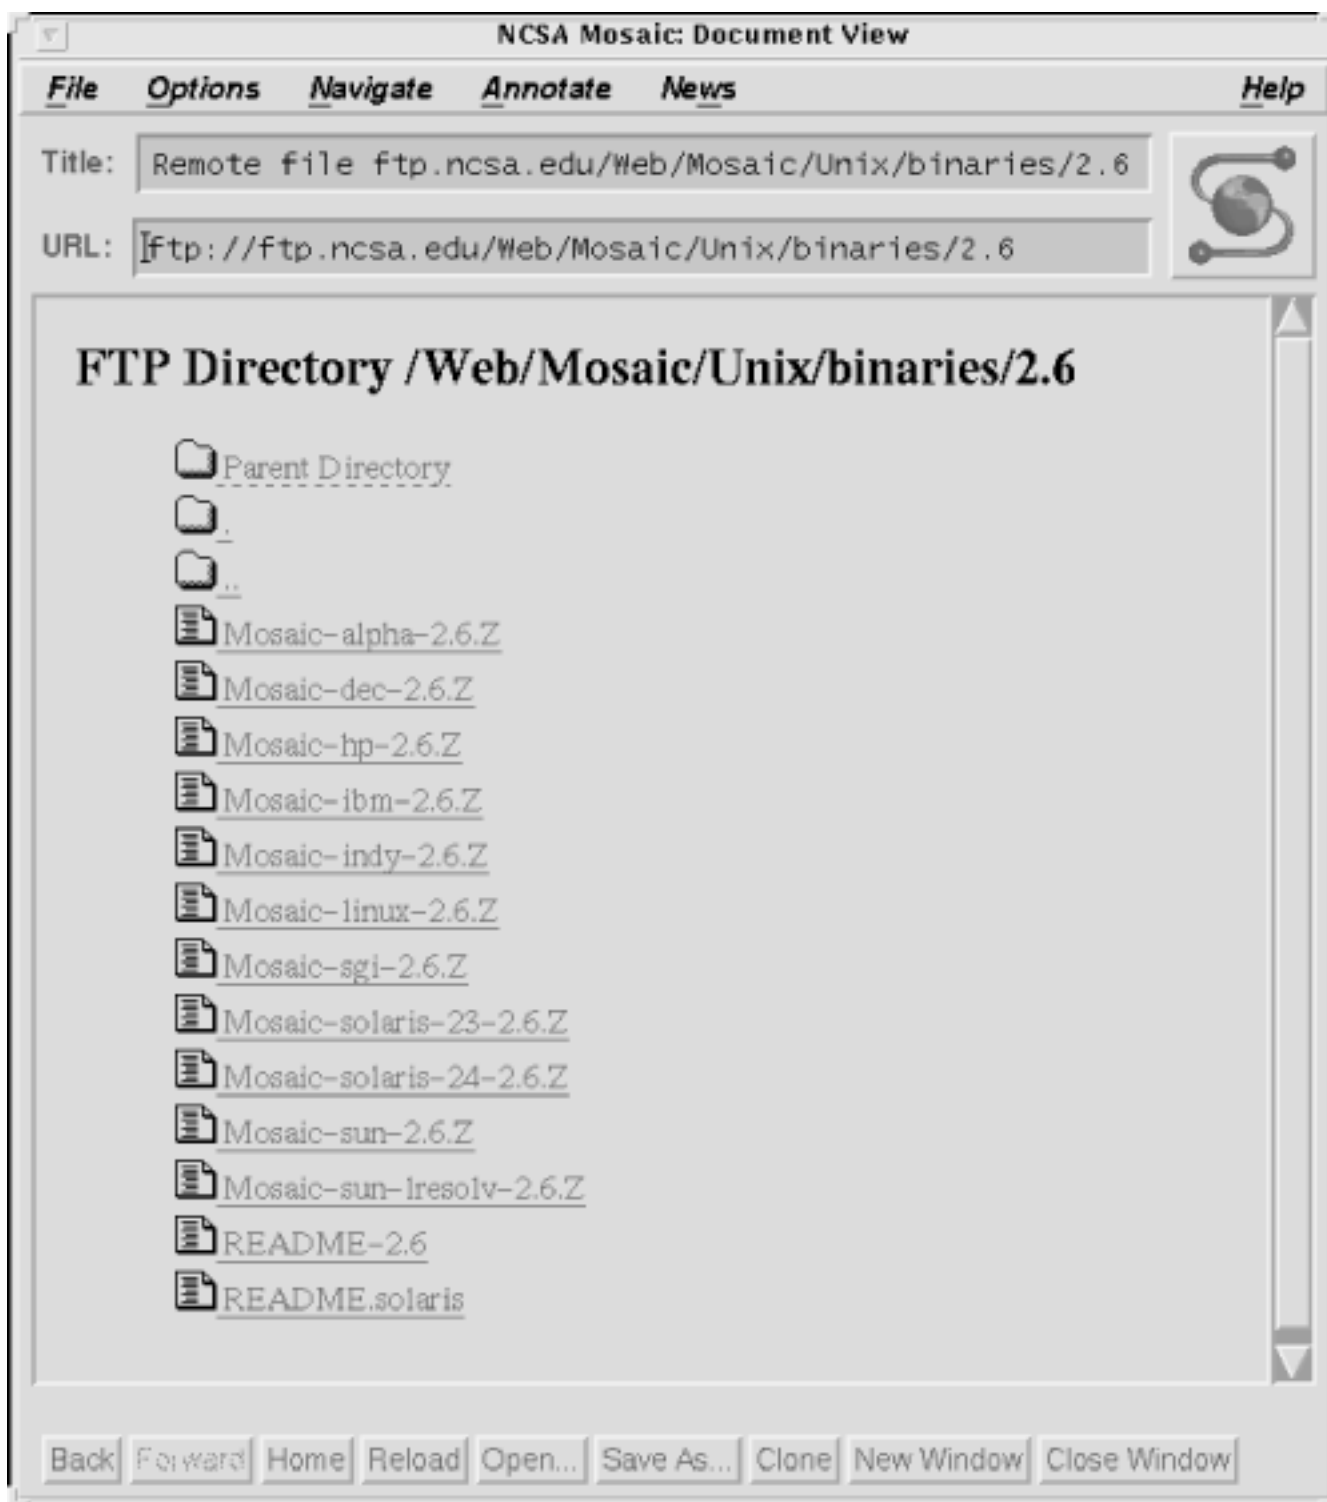 NCSA Mosaic: Document View
File Options Navigate Annotate News Help
Title: Remote file ftp.ncsa.edu/Web/Mosaic/Unix/binaries/2.6
URL: ftp://ftp.ncsa.edu/Web/Mosaic/Unix/binaries/2.6
FTP Directory /Web/Mosaic/Unix/binaries/2.6
Parent Directory
.
..
Mosaic-alpha-2.6.Z
Mosaic-dec-2.6.Z
Mosaic-hp-2.6.Z
Mosaic-ibm-2.6.Z
Mosaic-indy-2.6.Z
Mosaic-linux-2.6.Z
Mosaic-sgi-2.6.Z
Mosaic-solaris-23-2.6.Z
Mosaic-solaris-24-2.6.Z
Mosaic-sun-2.6.Z
Mosaic-sun-lresolv-2.6.Z
README-2.6
README.solaris
Back Forward Home Reload Open... Save As... Clone New Window Close Window